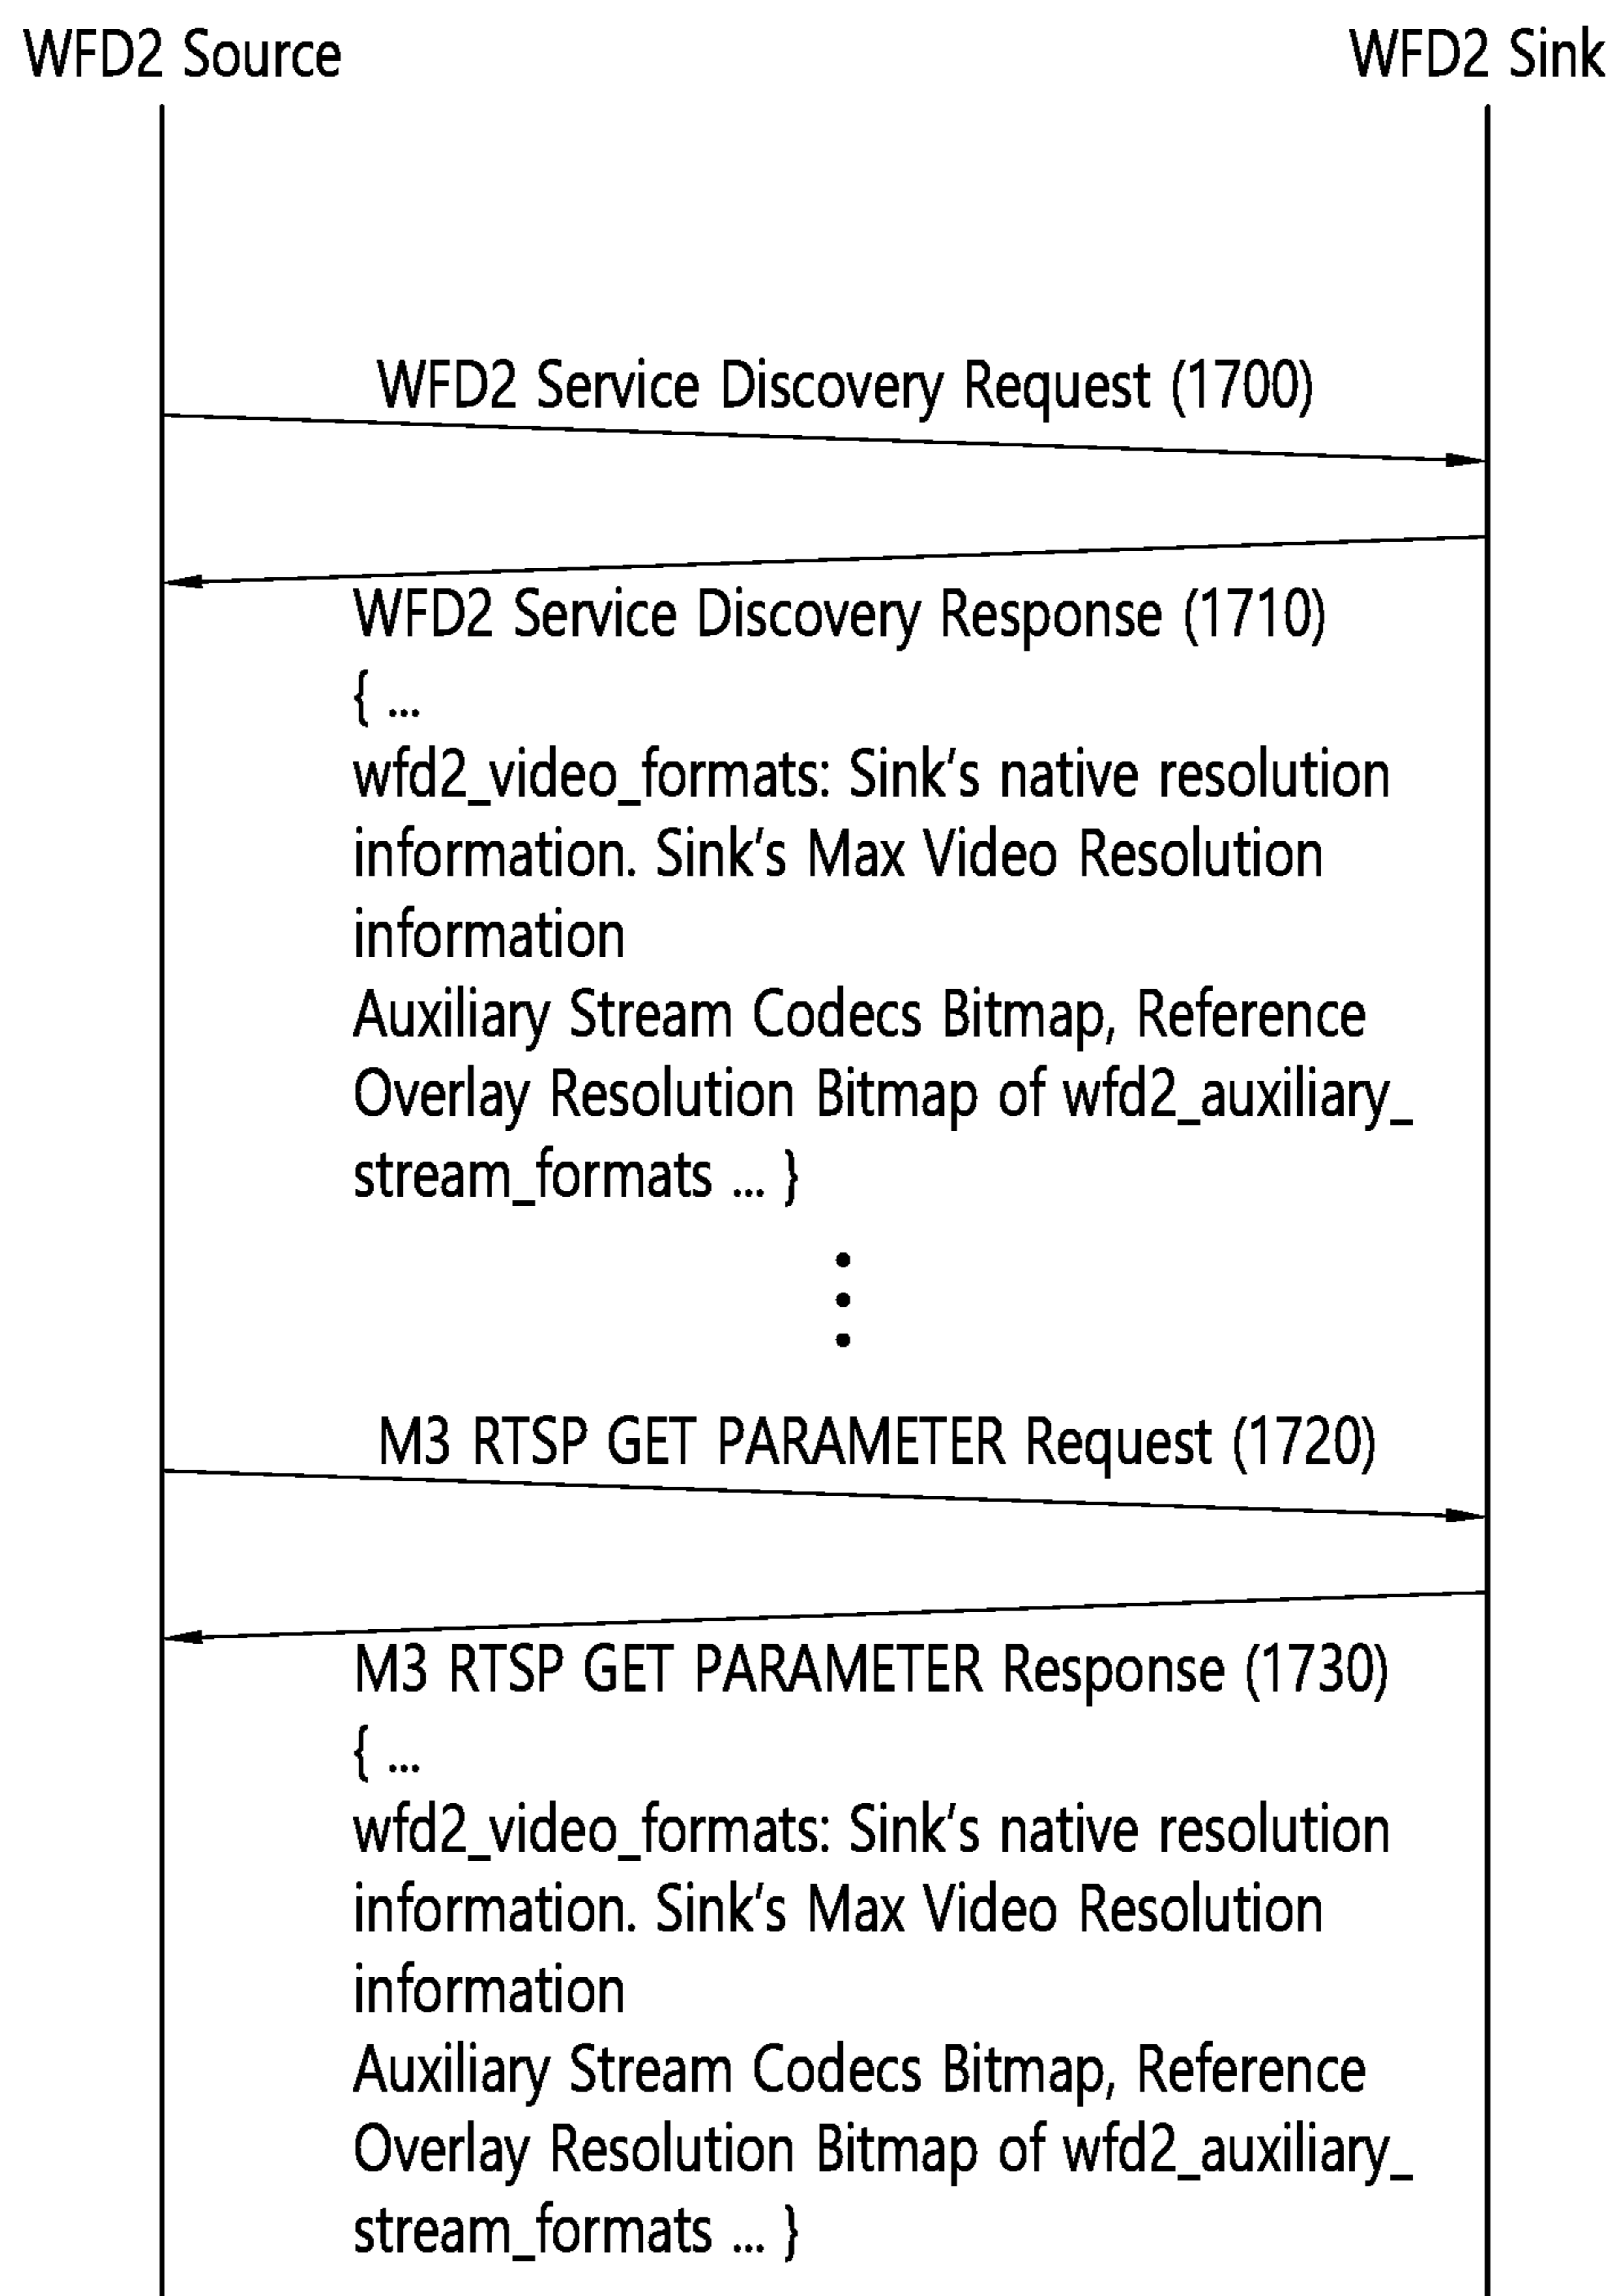 WFD2 Source
WFD2 Sink
WFD2 Service Discovery Request (1700)
WFD2 Service Discovery Response (1710)
{ ...
wfd2_video_formats: Sink's native resolution
information. Sink's Max Video Resolution
information
Auxiliary Stream Codecs Bitmap, Reference
Overlay Resolution Bitmap of wfd2_auxiliary_
stream_formats ... }
M3 RTSP GET PARAMETER Request (1720)
M3 RTSP GET PARAMETER Response (1730)
{ ...
wfd2_video_formats: Sink's native resolution
information. Sink's Max Video Resolution
information
Auxiliary Stream Codecs Bitmap, Reference
Overlay Resolution Bitmap of wfd2_auxiliary_
stream_formats ... }